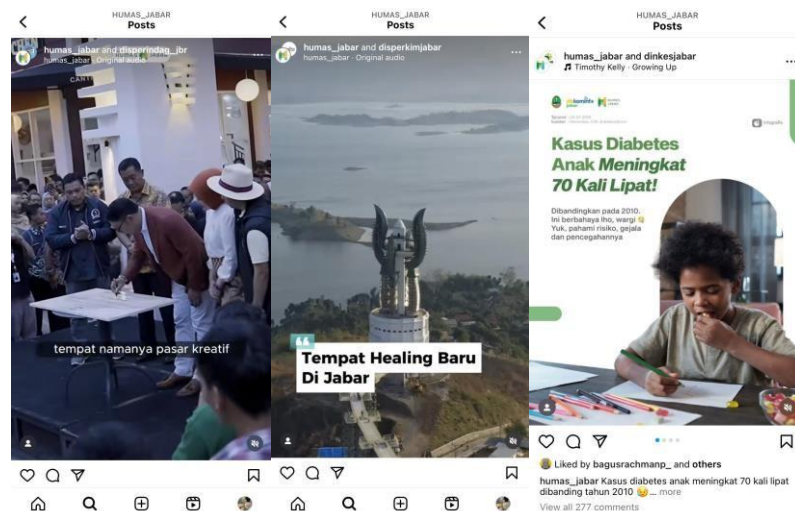 HUMAS_JABAR
Posts
humas_jabar and disperindag_jbr
humas_jabar · Original audio
tempat namanya pasar kreatif
HUMAS_JABAR
Posts
humas_jabar and disperkimjabar
humas_jabar · Original audio
Tempat Healing Baru
Di Jabar
HUMAS_JABAR
Posts
humas_jabar and dinkesjabar
Timothy Kelly · Growing Up
Kasus Diabetes
Anak Meningkat
70 Kali Lipat!
Dibandingkan pada 2010.
Ini berbahaya lho, wargi
Yuk, pahami risiko, gejala
dan pencegahannya
Liked by bagusrachmanp_ and others
humas_jabar Kasus diabetes anak meningkat 70 kali lipat
dibanding tahun 2010 😥... more
View all 277 comments